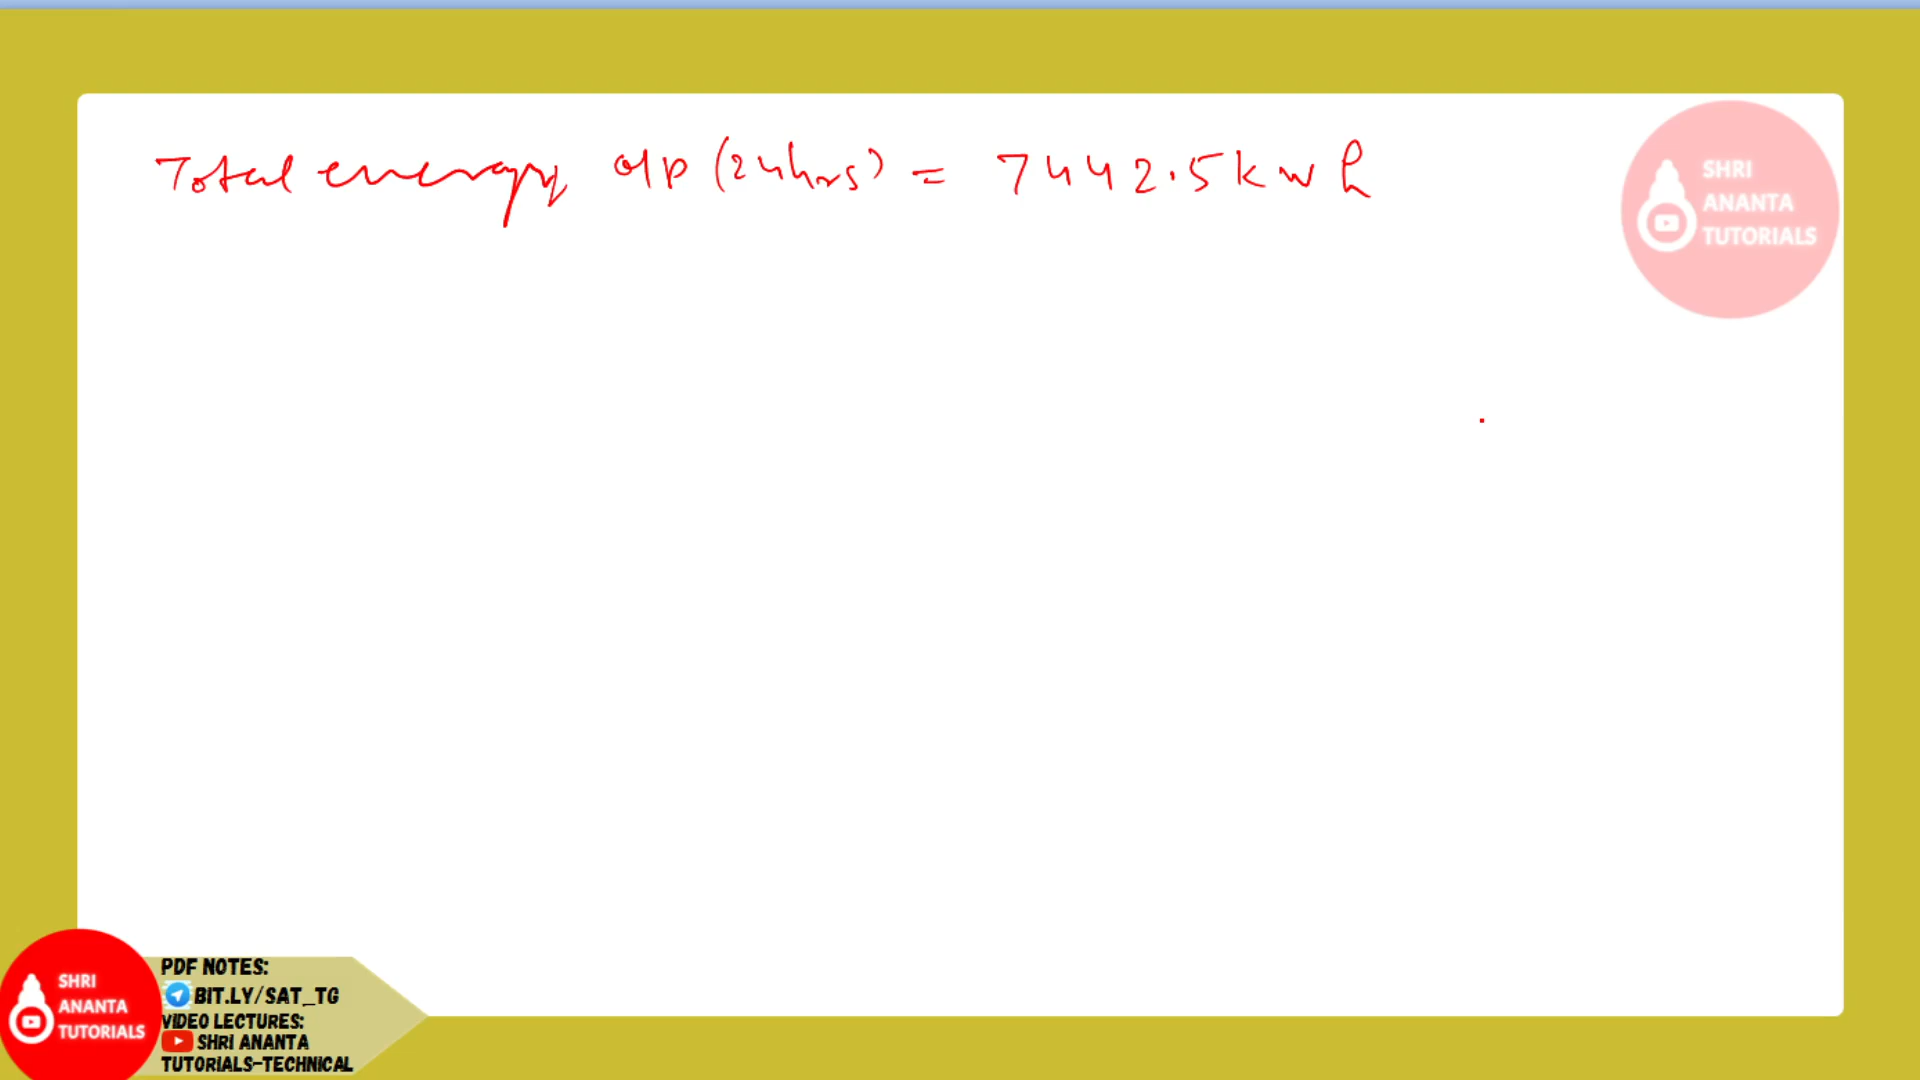 Total energy o/p (24hrs) = 7442.5 kwh
SHRI
ANANTA
TUTORIALS
SHRI
ANANTA
TUTORIALS
PDF NOTES:
BIT.LY/SAT_TG
VIDEO LECTURES:
SHRI ANANTA
TUTORIALS-TECHNICAL